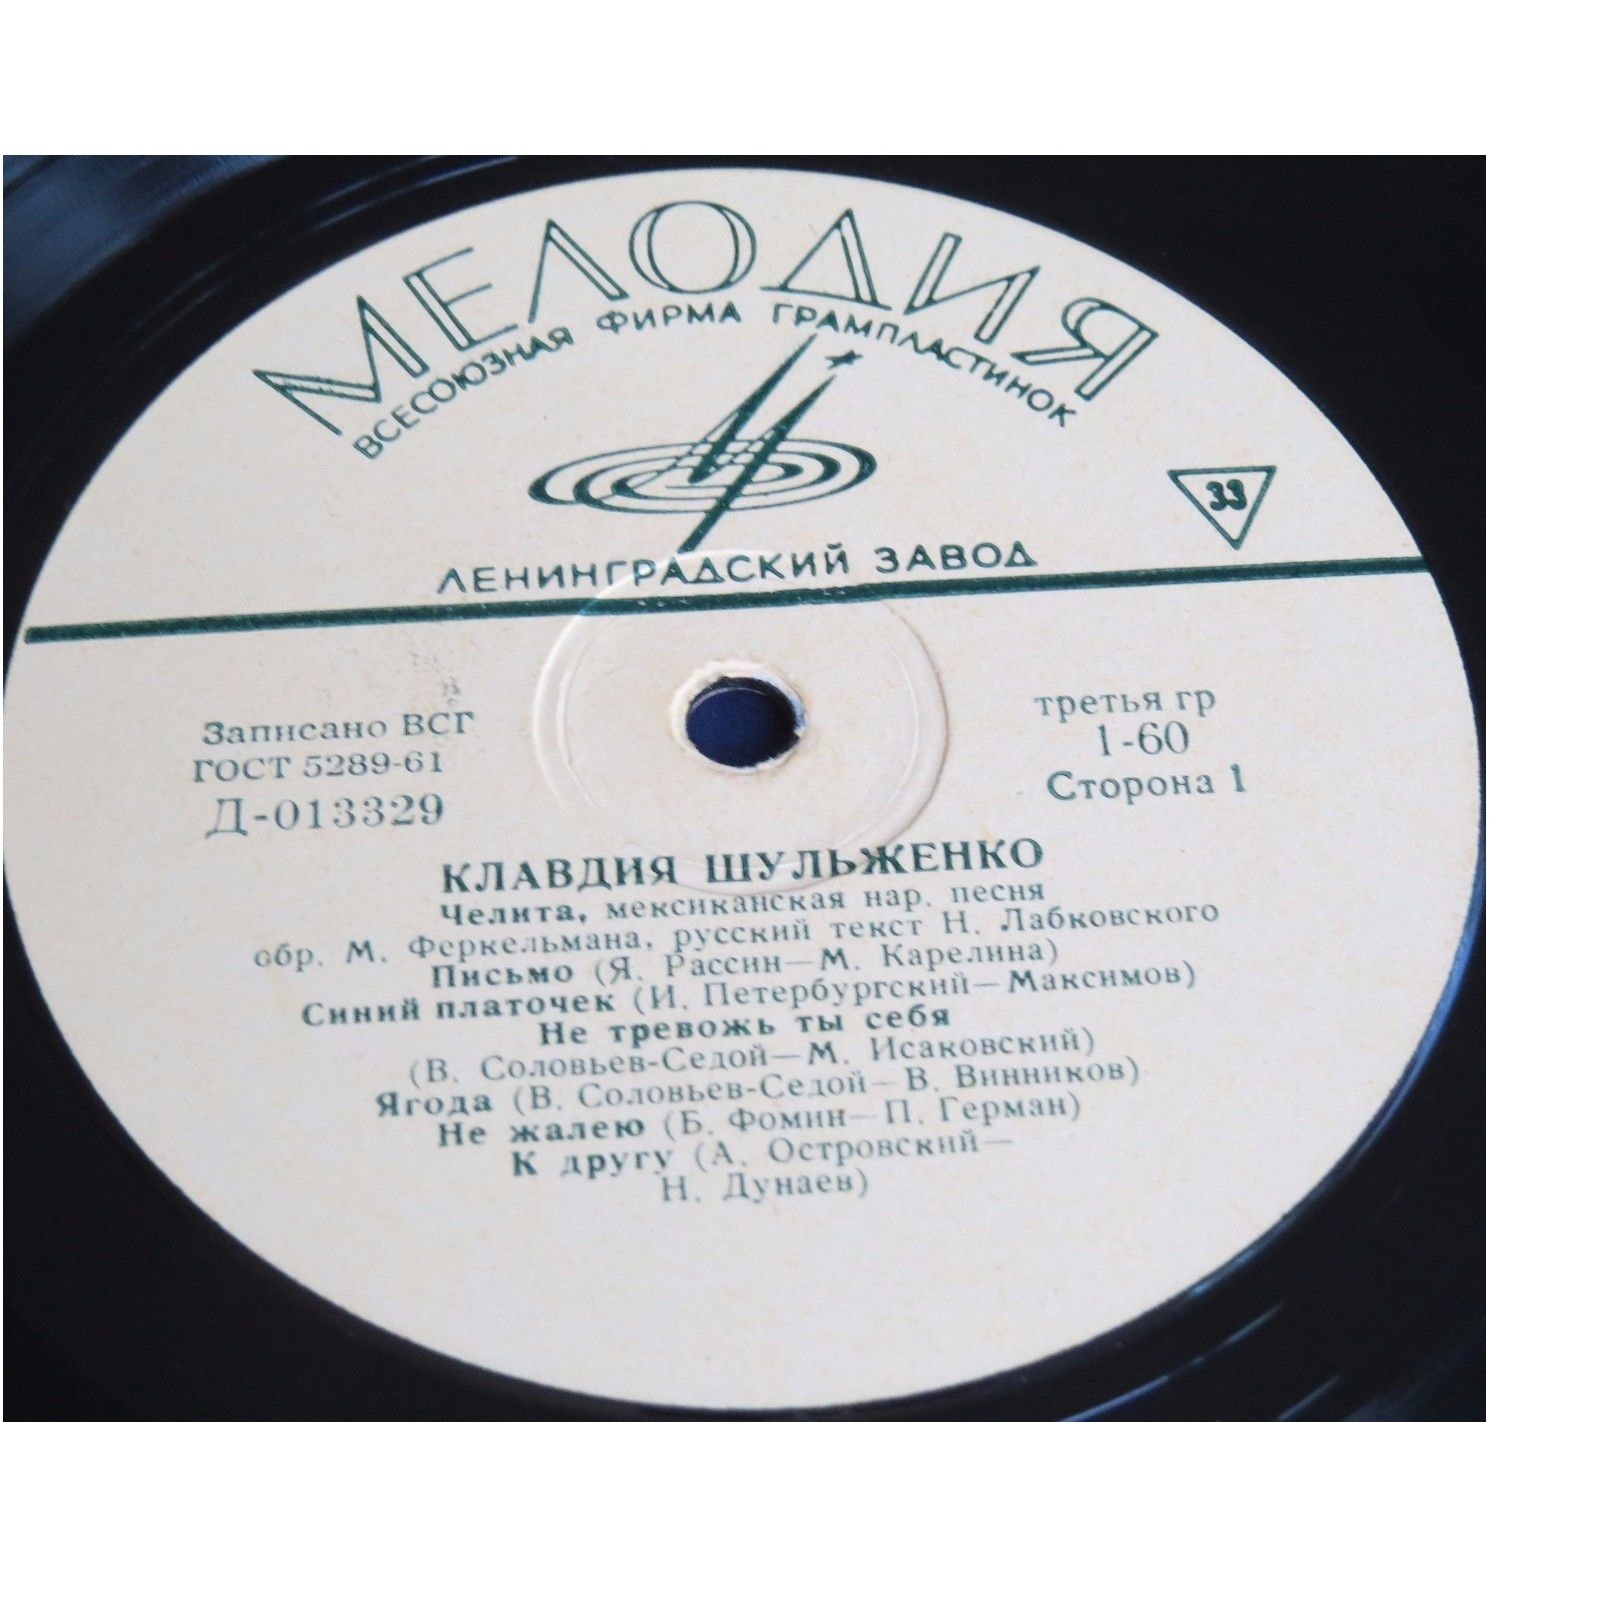 МЕЛОДИЯ
ВСЕСОЮЗНАЯ ФИРМА ГРАМПЛАСТИНОК
33
ЛЕНИНГРАДСКИЙ ЗАВОД
Записано ВСГ
ГОСТ 5289-61
Д-013329
третья гр
1-60
Сторона 1
КЛАВДИЯ ШУЛЬЖЕНКО
Челита, мексиканская нар. песня
обр. М. Феркельмана, русский текст Н. Лабковского
Письмо (Я. Рассин—М. Карелина)
Синий платочек (И. Петербургский—Максимов)
Не тревожь ты себя
(В. Соловьев-Седой—М. Исаковский)
Ягода (В. Соловьев-Седой—В. Винников)
Не жалею (Б. Фомин—П. Герман)
К другу (А. Островский—
Н. Дунаев)